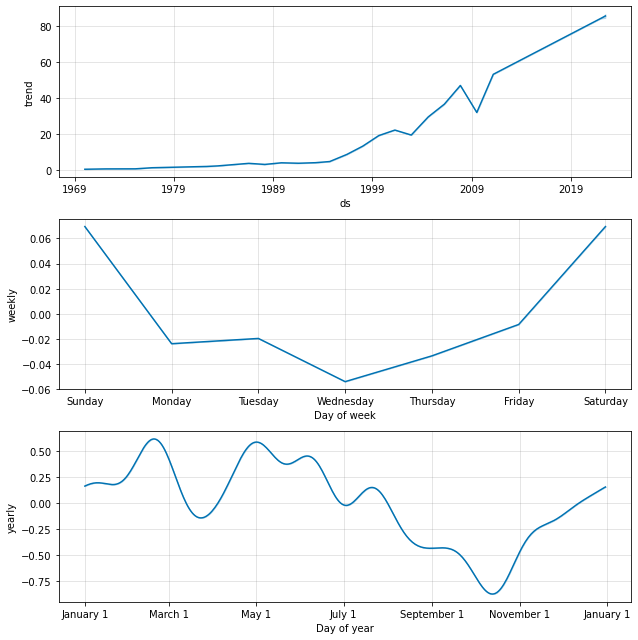 80
60
40
20
0
trend
1969 1979 1989 1999 2009 2019
ds
0.06
0.04
0.02
0.00
−0.02
−0.04
−0.06
weekly
Sunday Monday Tuesday Wednesday Thursday Friday Saturday
Day of week
0.50
0.25
0.00
−0.25
−0.50
−0.75
yearly
January 1 March 1 May 1 July 1 September 1 November 1 January 1
Day of year